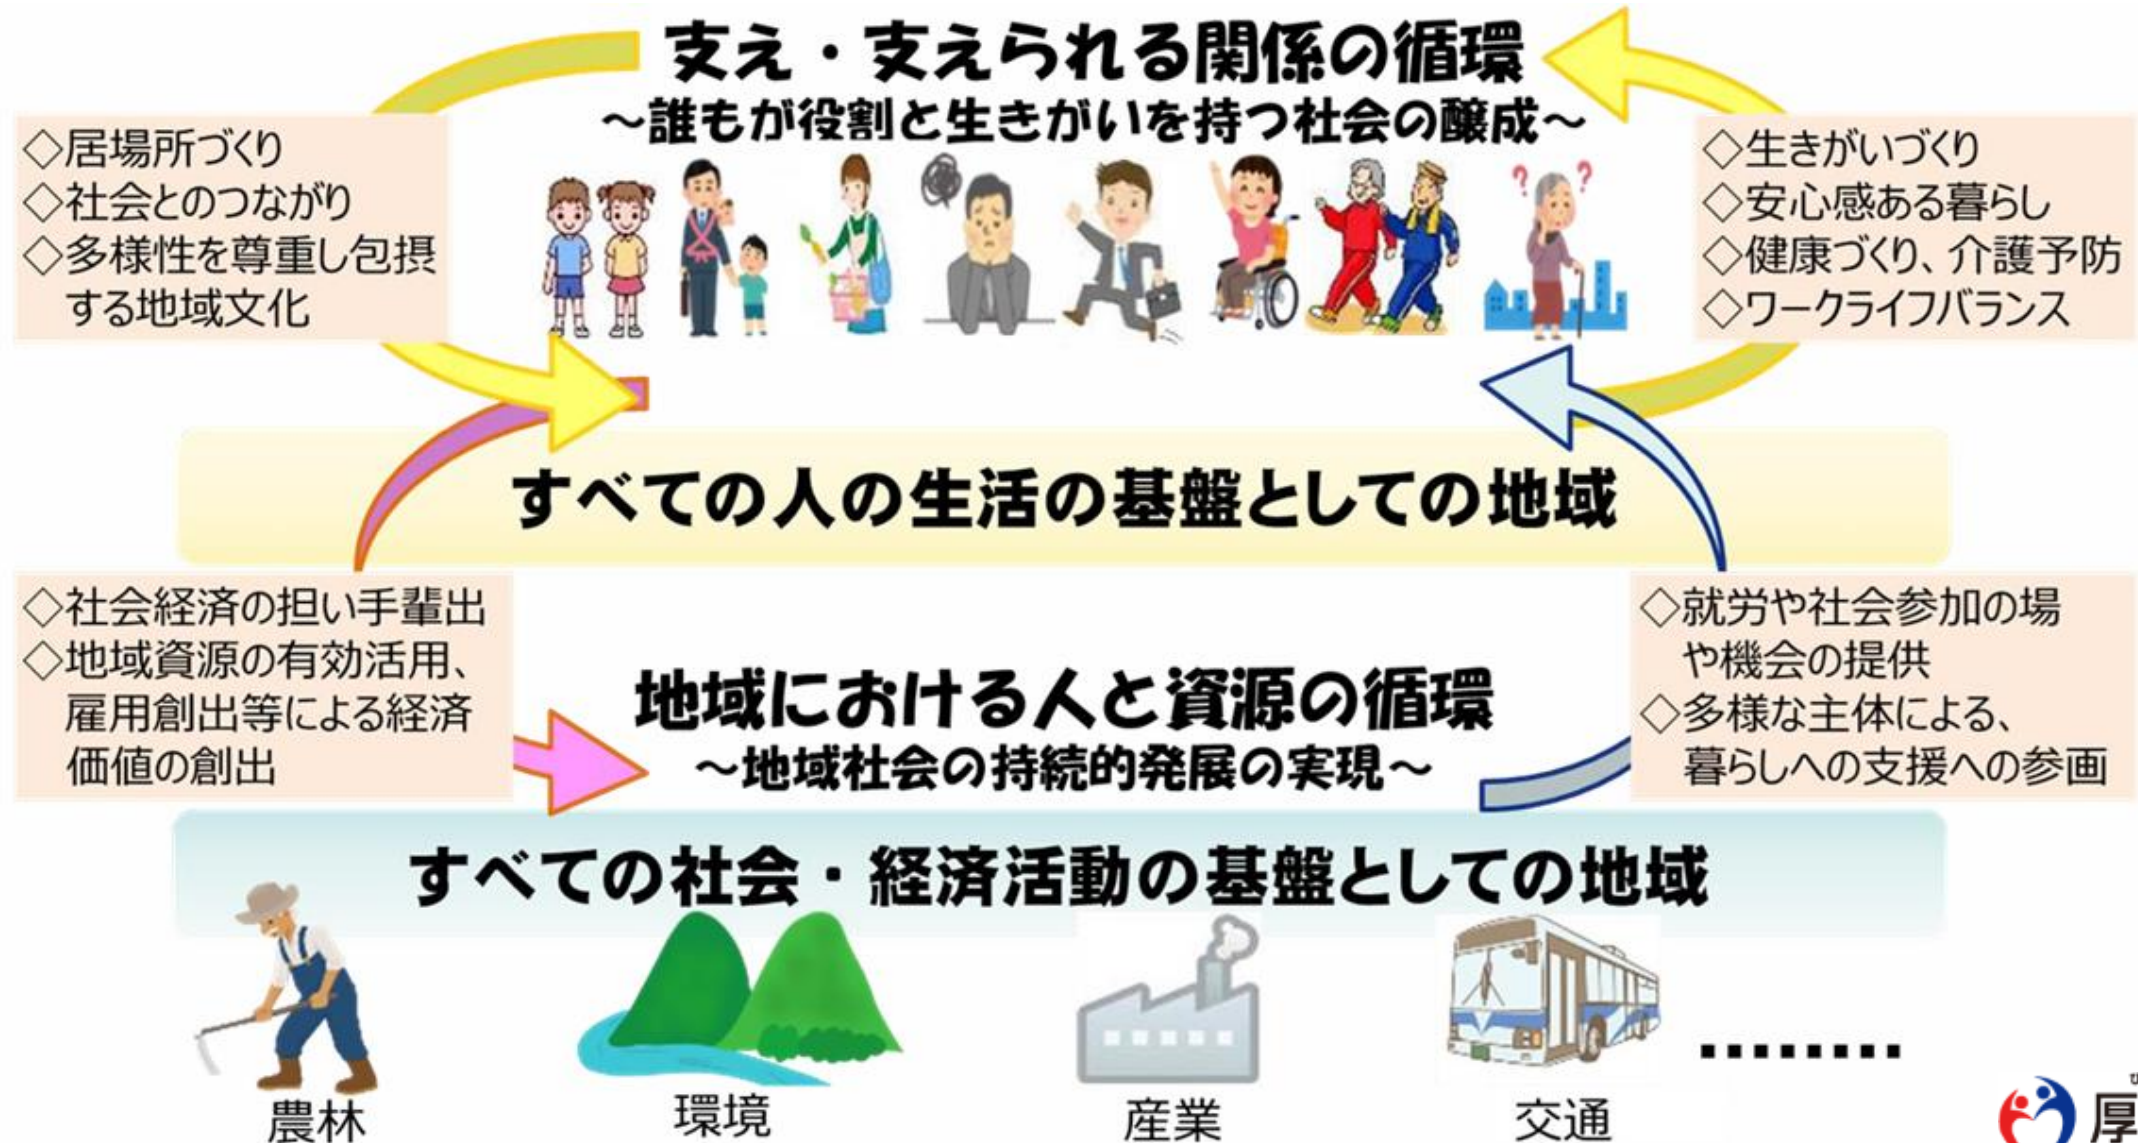 支え・支えられる関係の循環
～誰もが役割と生きがいを持つ社会の醸成～
◇居場所づくり
◇社会とのつながり
◇多様性を尊重し包摂
する地域文化
? ?
◇生きがいづくり
◇安心感ある暮らし
◇健康づくり、介護予防
◇ワークライフバランス
すべての人の生活の基盤としての地域
◇社会経済の担い手輩出
◇地域資源の有効活用、
雇用創出等による経済
価値の創出
地域における人と資源の循環
～地域社会の持続的発展の実現～
◇就労や社会参加の場
や機会の提供
◇多様な主体による、
暮らしへの支援への参画
すべての社会・経済活動の基盤としての地域
農林
環境
産業
交通
………
厚